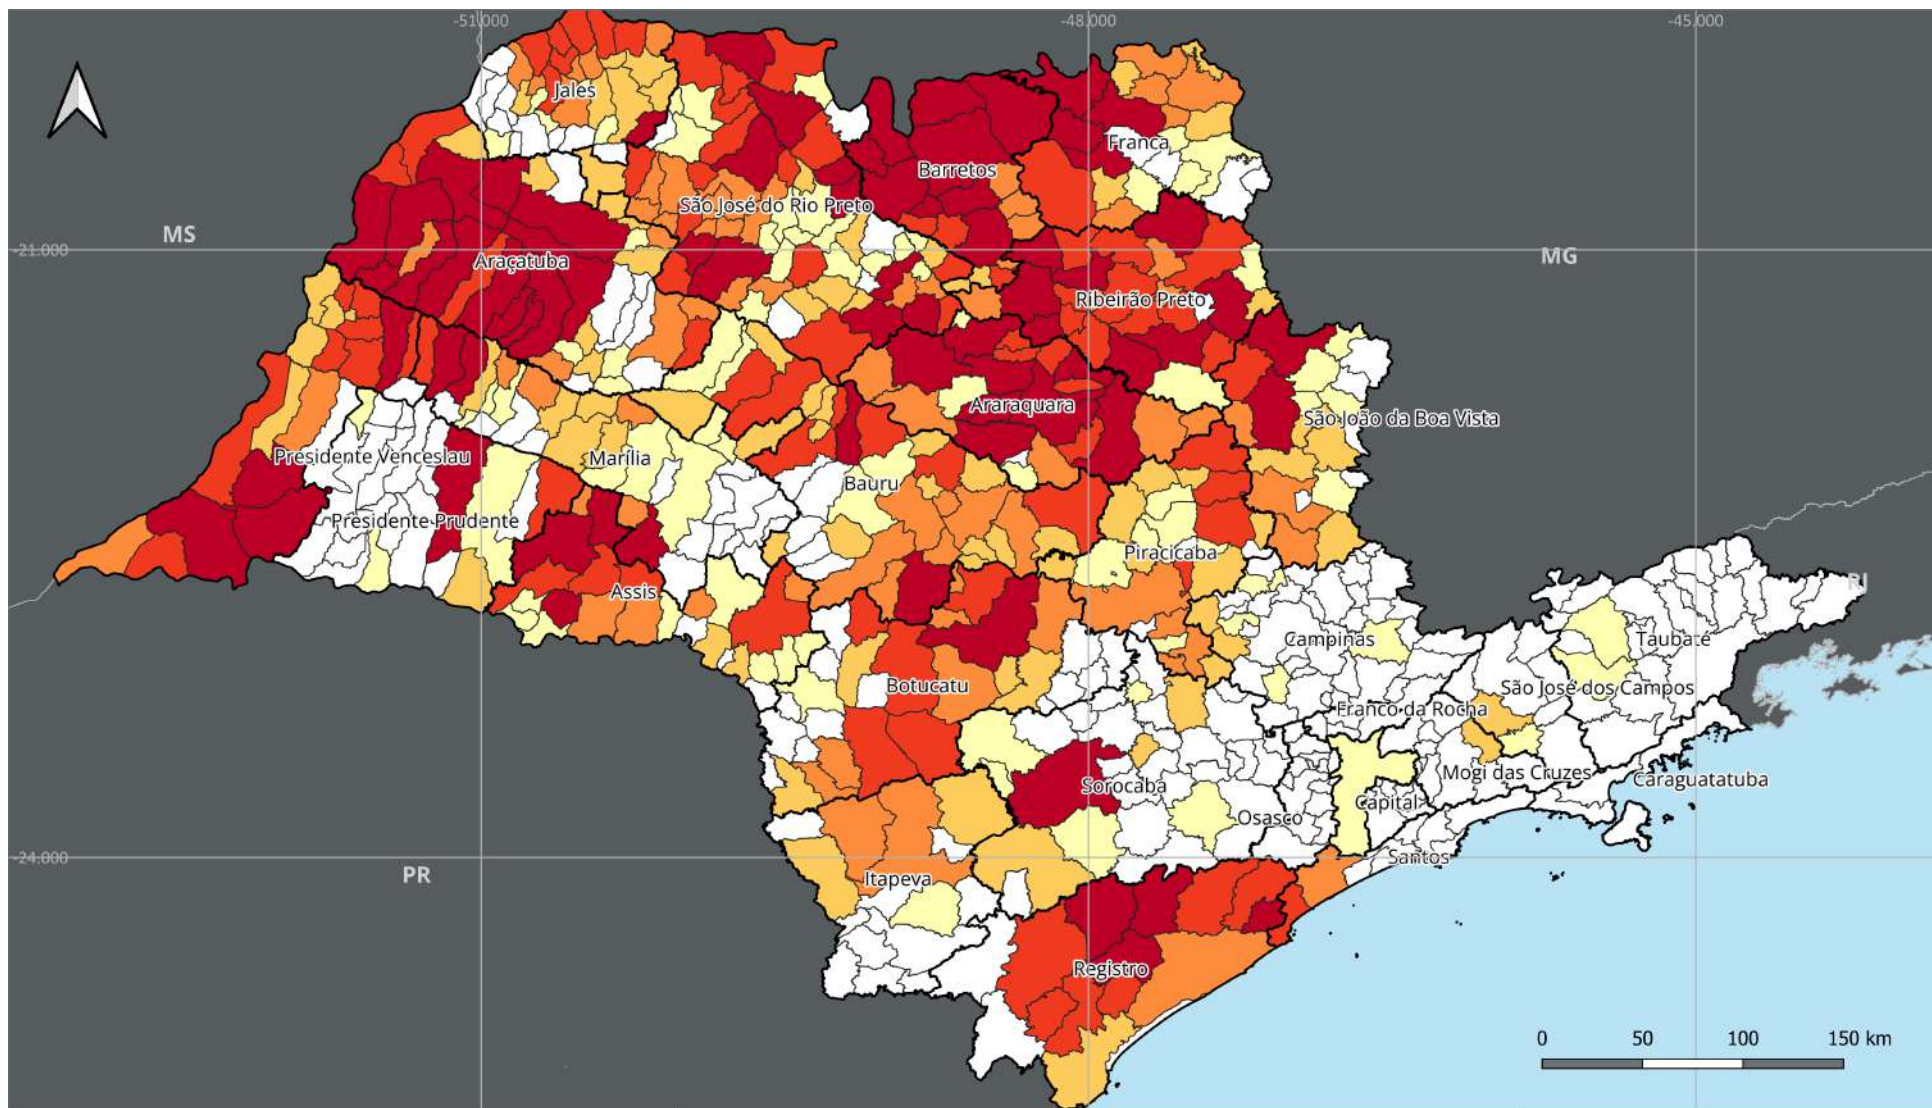 -51.000
-48.000
-45.000
Jales
Franca
Barretos
São José do Rio Preto
MS
-21.000
MG
Araçatuba
Ribeirão Preto
Araraquara
São João da Boa Vista
Presidente Venceslau
Marília
Bauru
Presidente Prudente
Piracicaba
Assis
RJ
Campinas
Taubaté
Botucatu
São José dos Campos
Franco da Rocha
Mogi das Cruzes
Caraguatatuba
Sorocaba
Capital
Osasco
-24.000
Santos
PR
Itapeva
Registro
0 50 100 150 km